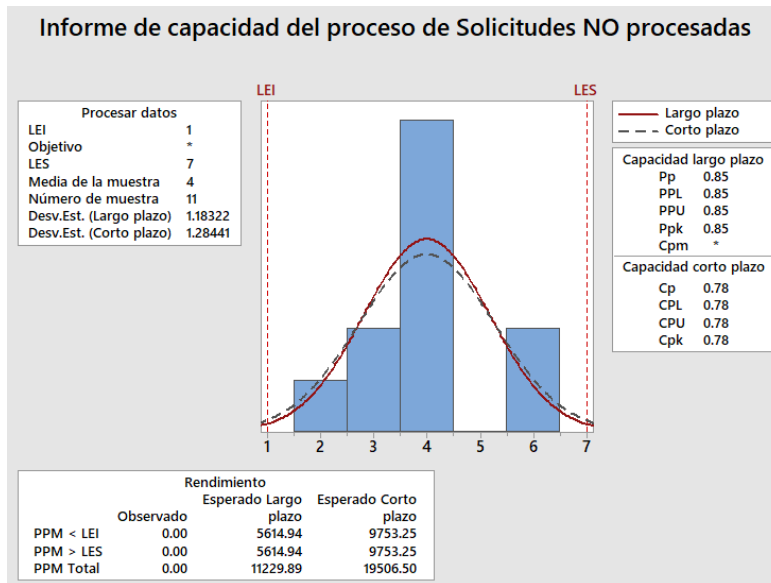 Informe de capacidad del proceso de Solicitudes NO procesadas
LEI LES
Procesar datos
LEI 1
Objetivo *
LES 7
Media de la muestra 4
Número de muestra 11
Desv.Est. (Largo plazo) 1.18322
Desv.Est. (Corto plazo) 1.28441
Largo plazo
Corto plazo
Capacidad largo plazo
Pp 0.85
PPL 0.85
PPU 0.85
Ppk 0.85
Cpm *
Capacidad corto plazo
Cp 0.78
CPL 0.78
CPU 0.78
Cpk 0.78
1 2 3 4 5 6 7
Rendimiento
Esperado Largo Esperado Corto
Observado plazo plazo
PPM < LEI 0.00 5614.94 9753.25
PPM > LES 0.00 5614.94 9753.25
PPM Total 0.00 11229.89 19506.50